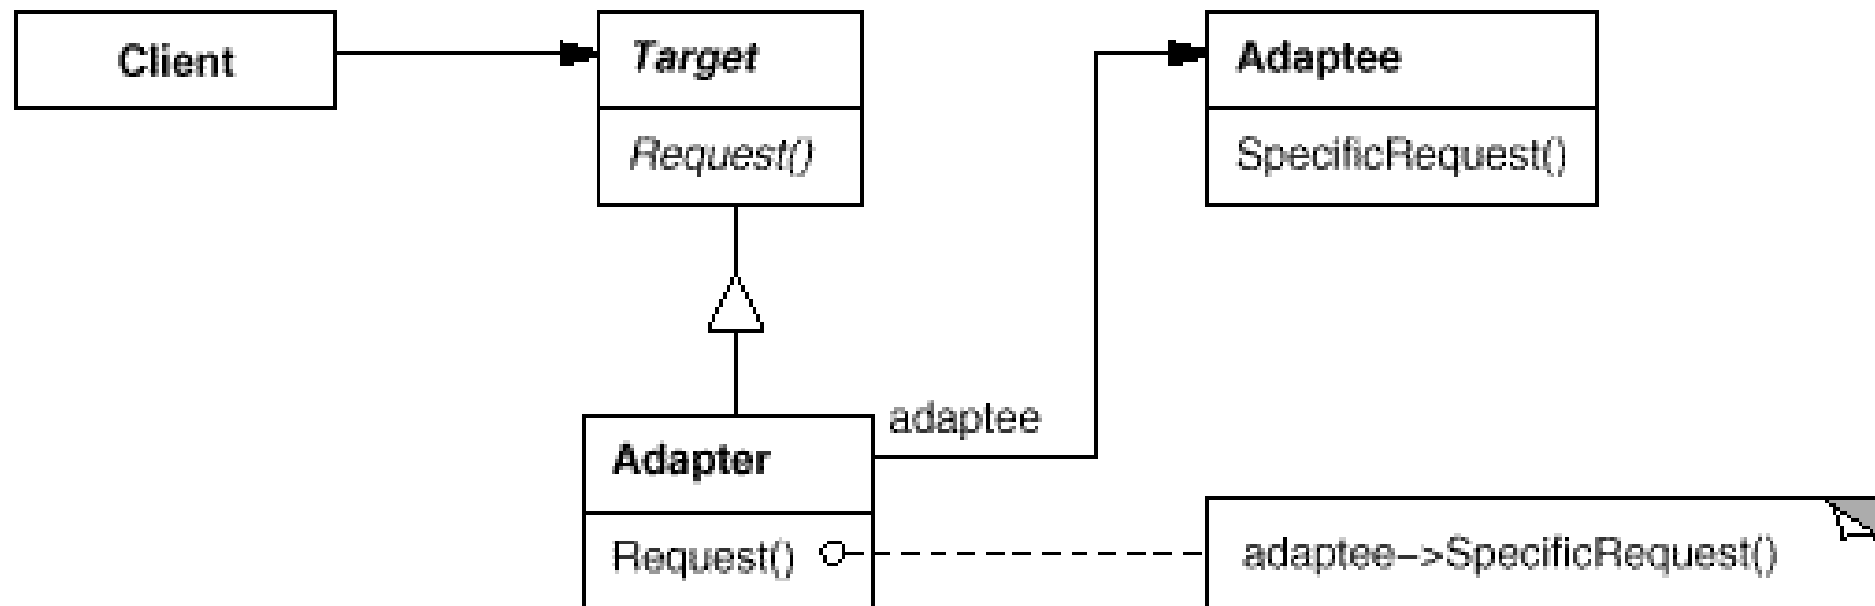 Client
Target
Request()
Adaptee
SpecificRequest()
adaptee
Adapter
Request()
adaptee->SpecificRequest()